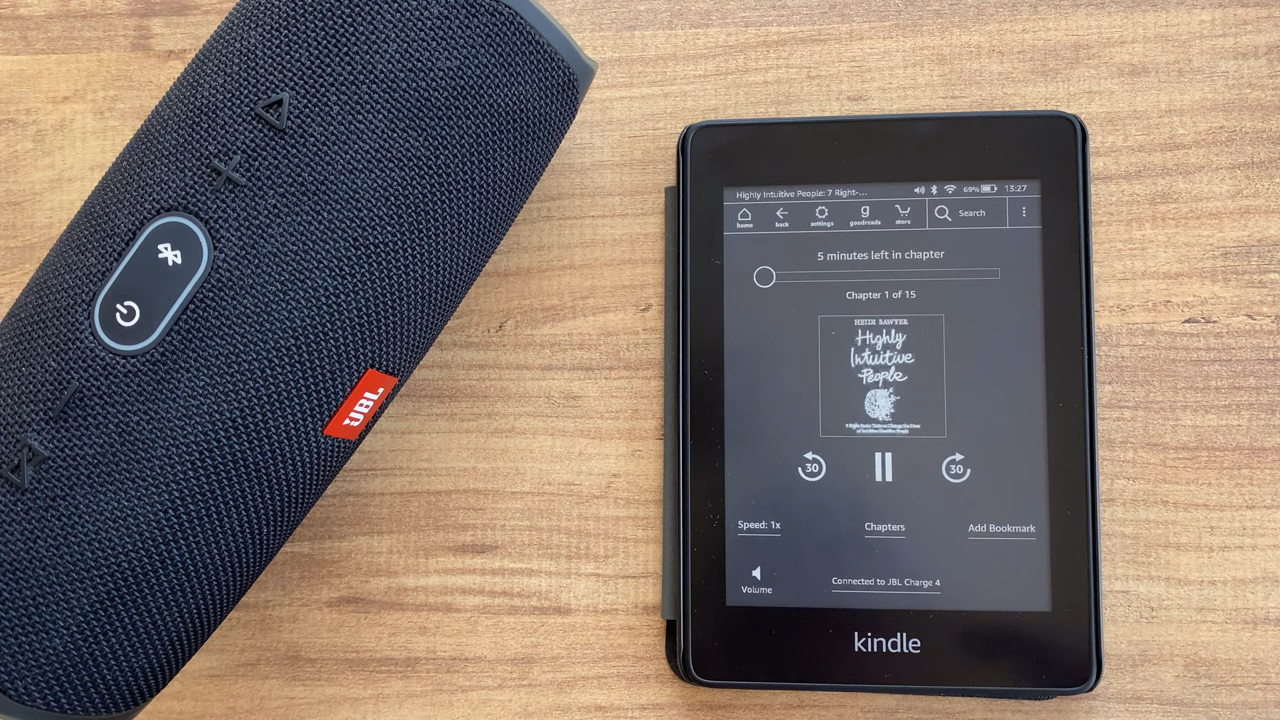 JBL
Highly Intuitive People: 7 Right-... 69% 13:27
home back settings goodreads store Search
5 minutes left in chapter
Chapter 1 of 15
HEIDI SAWYER
Highly
Intuitive
People
30 30
Speed: 1x Chapters Add Bookmark
Volume
Connected to JBL Charge 4
kindle